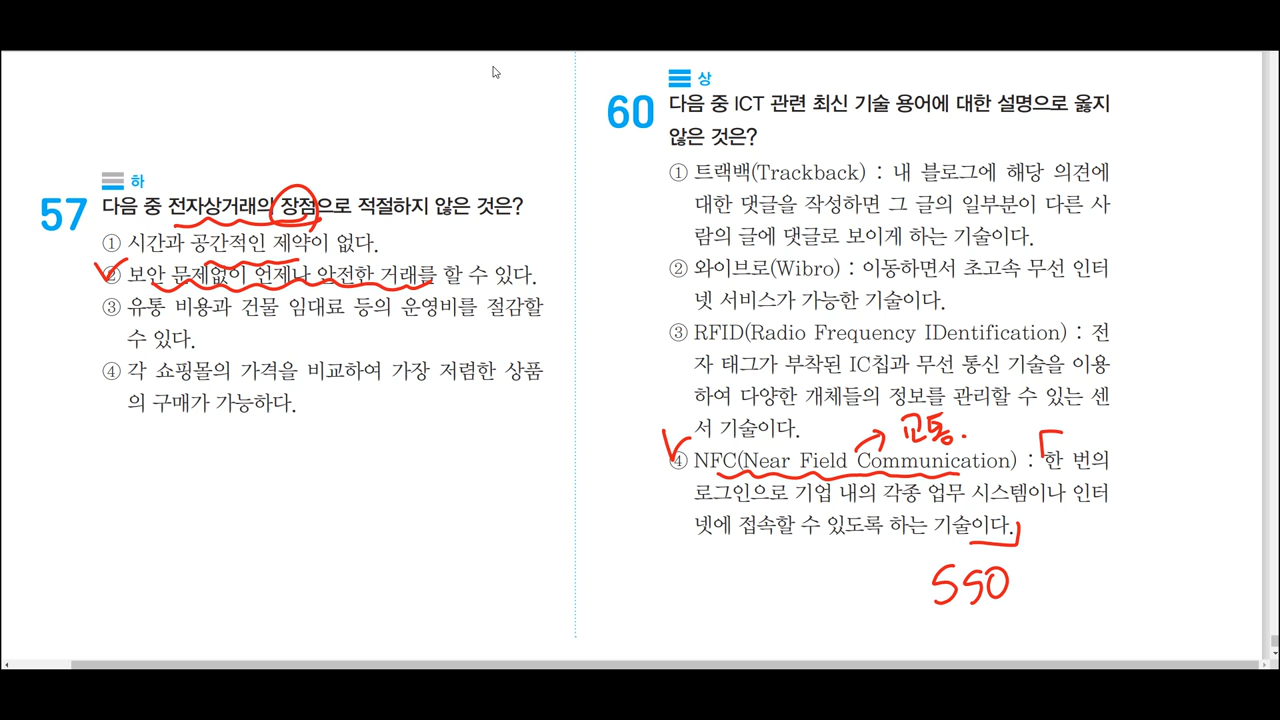 하
57 다음 중 전자상거래의 장점으로 적절하지 않은 것은?
① 시간과 공간적인 제약이 없다.
② 보안 문제없이 언제나 안전한 거래를 할 수 있다.
③ 유통 비용과 건물 임대료 등의 운영비를 절감할
수 있다.
④ 각 쇼핑몰의 가격을 비교하여 가장 저렴한 상품
의 구매가 가능하다.
상
60 다음 중 ICT 관련 최신 기술 용어에 대한 설명으로 옳지
않은 것은?
① 트랙백(Trackback) : 내 블로그에 해당 의견에
대한 댓글을 작성하면 그 글의 일부분이 다른 사
람의 글에 댓글로 보이게 하는 기술이다.
② 와이브로(Wibro) : 이동하면서 초고속 무선 인터
넷 서비스가 가능한 기술이다.
③ RFID(Radio Frequency IDentification) : 전
자 태그가 부착된 IC칩과 무선 통신 기술을 이용
하여 다양한 개체들의 정보를 관리할 수 있는 센
서 기술이다.
교통.
④ NFC(Near Field Communication) : 한 번의
로그인으로 기업 내의 각종 업무 시스템이나 인터
넷에 접속할 수 있도록 하는 기술이다.
SSO